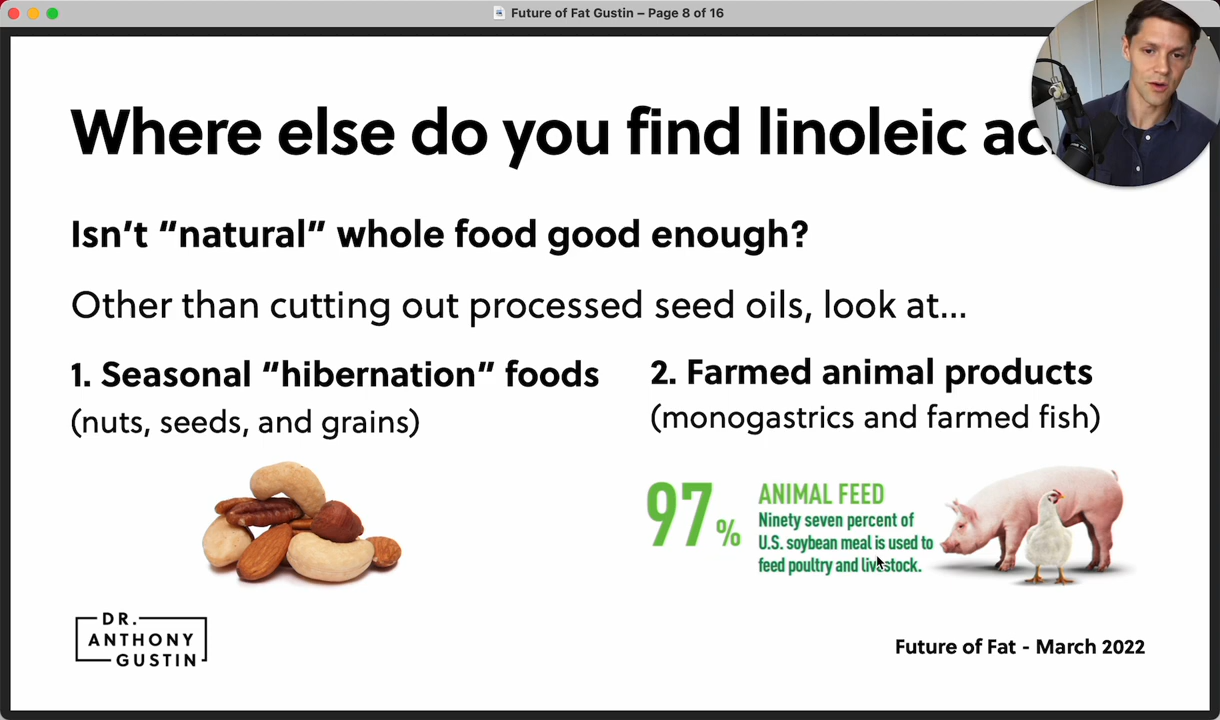 Future of Fat Gustin – Page 8 of 16
Where else do you find linoleic
Isn't “natural” whole food good enough?
Other than cutting out processed seed oils, look at...
1. Seasonal “hibernation” foods
(nuts, seeds, and grains)
2. Farmed animal products
(monogastrics and farmed fish)
97%
ANIMAL FEED
Ninety seven percent of
U.S. soybean meal is used to
feed poultry and livestock.
DR.
ANTHONY
GUSTIN
Future of Fat - March 2022